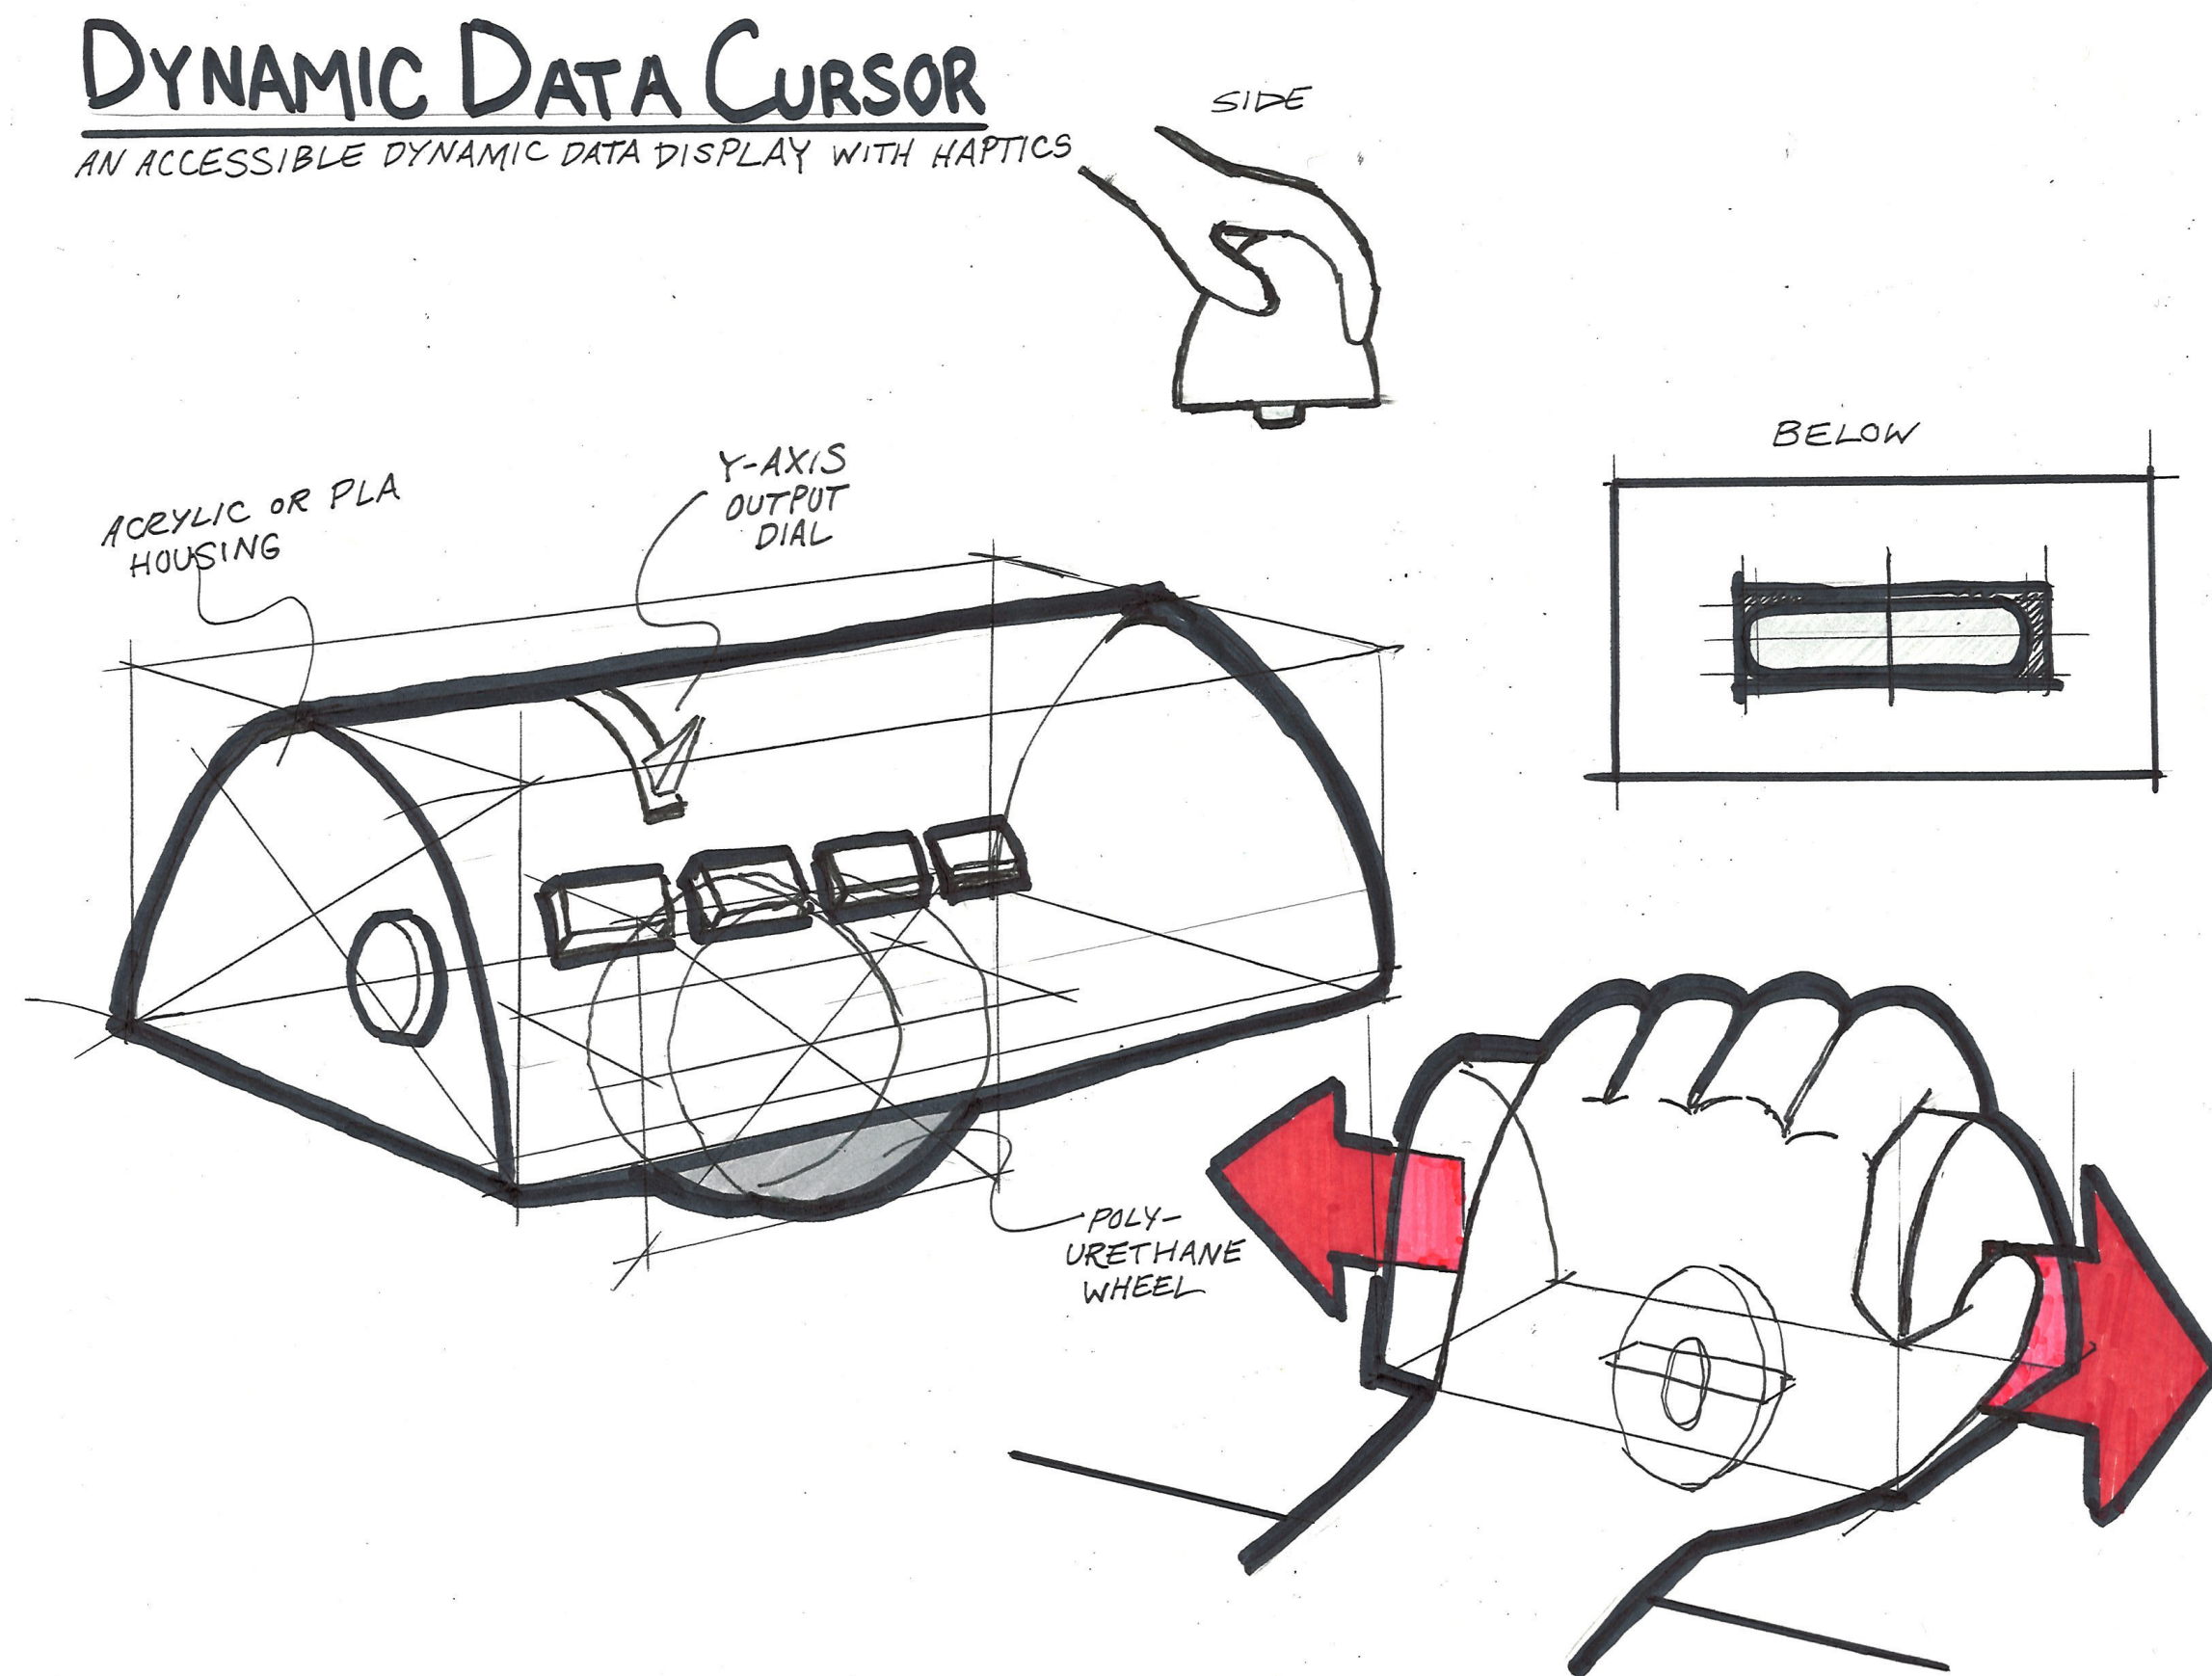 DYNAMIC DATA CURSOR
AN ACCESSIBLE DYNAMIC DATA DISPLAY WITH HAPTICS
SIDE
BELOW
Y-AXIS
OUTPUT
DIAL
ACRYLIC OR PLA
HOUSING
POLY-
URETHANE
WHEEL